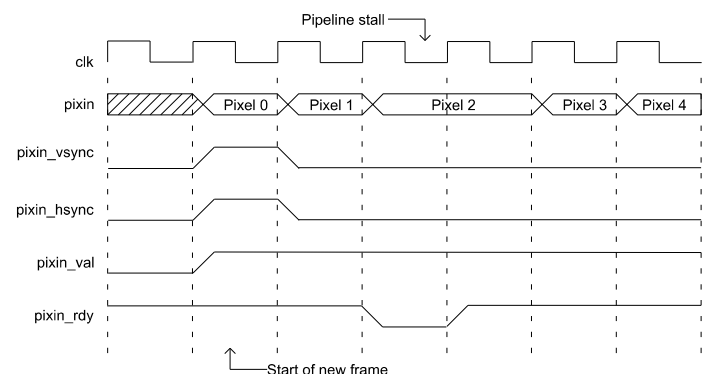 Pipeline stall
clk
pixin
Pixel 0
Pixel 1
Pixel 2
Pixel 3
Pixel 4
pixin_vsync
pixin_hsync
pixin_val
pixin_rdy
Start of new frame